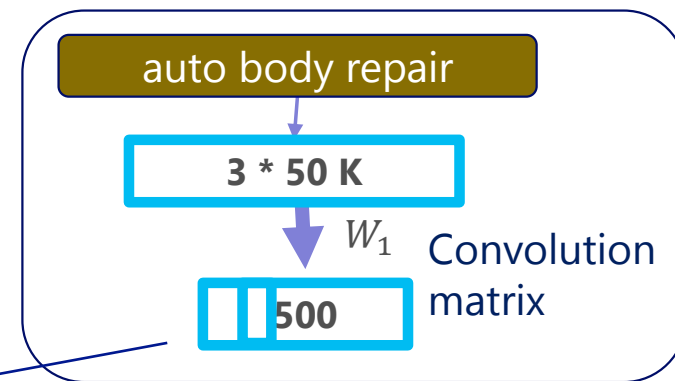 auto body repair
3 * 50 K
W₁
Convolution
matrix
500